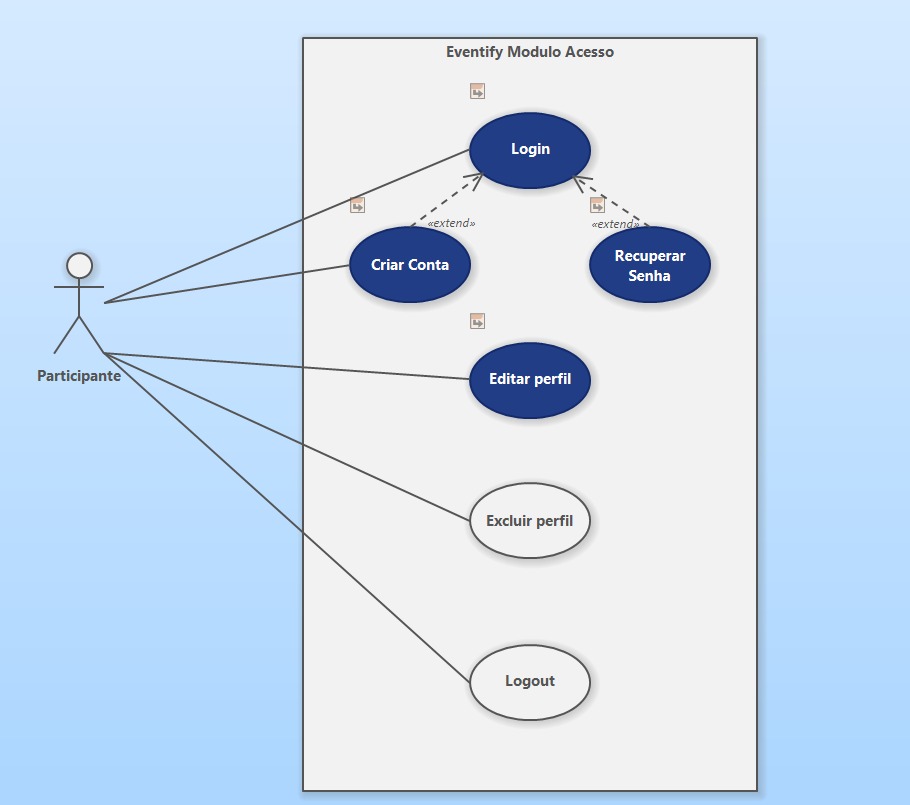 Eventify Modulo Acesso
Login
«extend»
«extend»
Criar Conta
Recuperar
Senha
Participante
Editar perfil
Excluir perfil
Logout